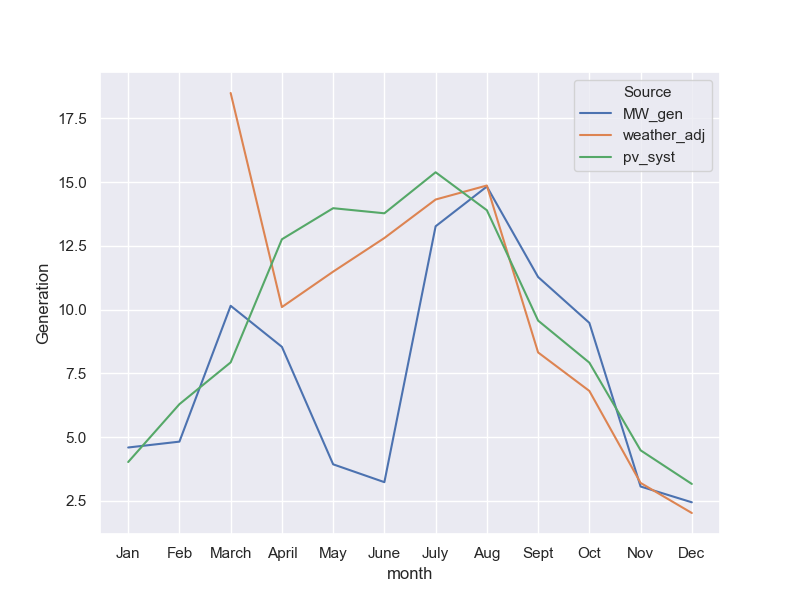 Source
MW_gen
weather_adj
pv_syst
Generation
17.5
15.0
12.5
10.0
7.5
5.0
2.5
Jan Feb March April May June July Aug Sept Oct Nov Dec
month